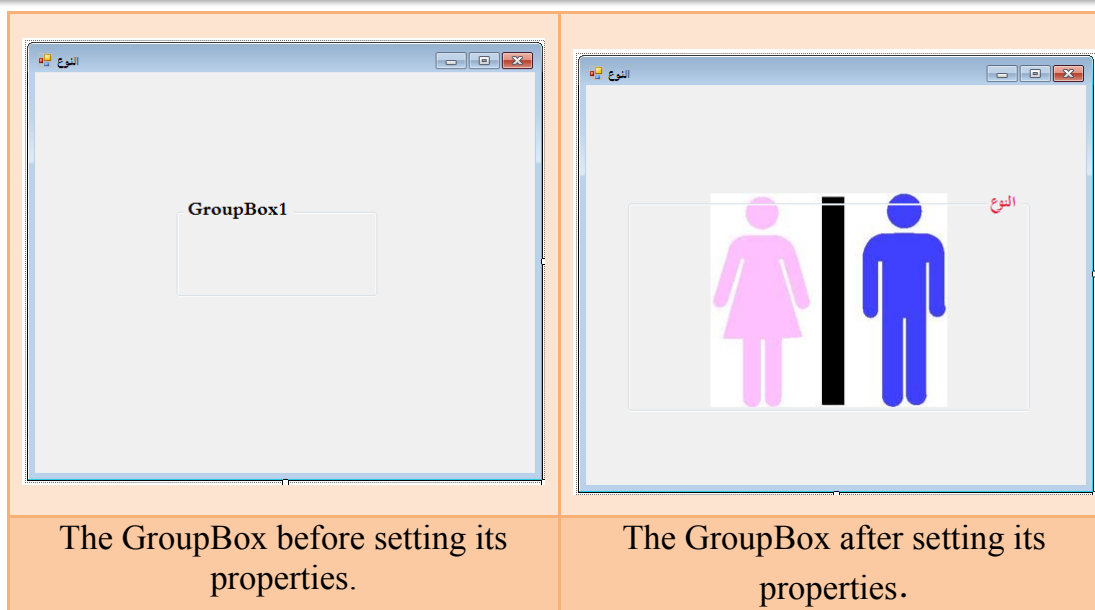 النوع
GroupBox1
The GroupBox before setting its
properties.
النوع
النوع
The GroupBox after setting its
properties.